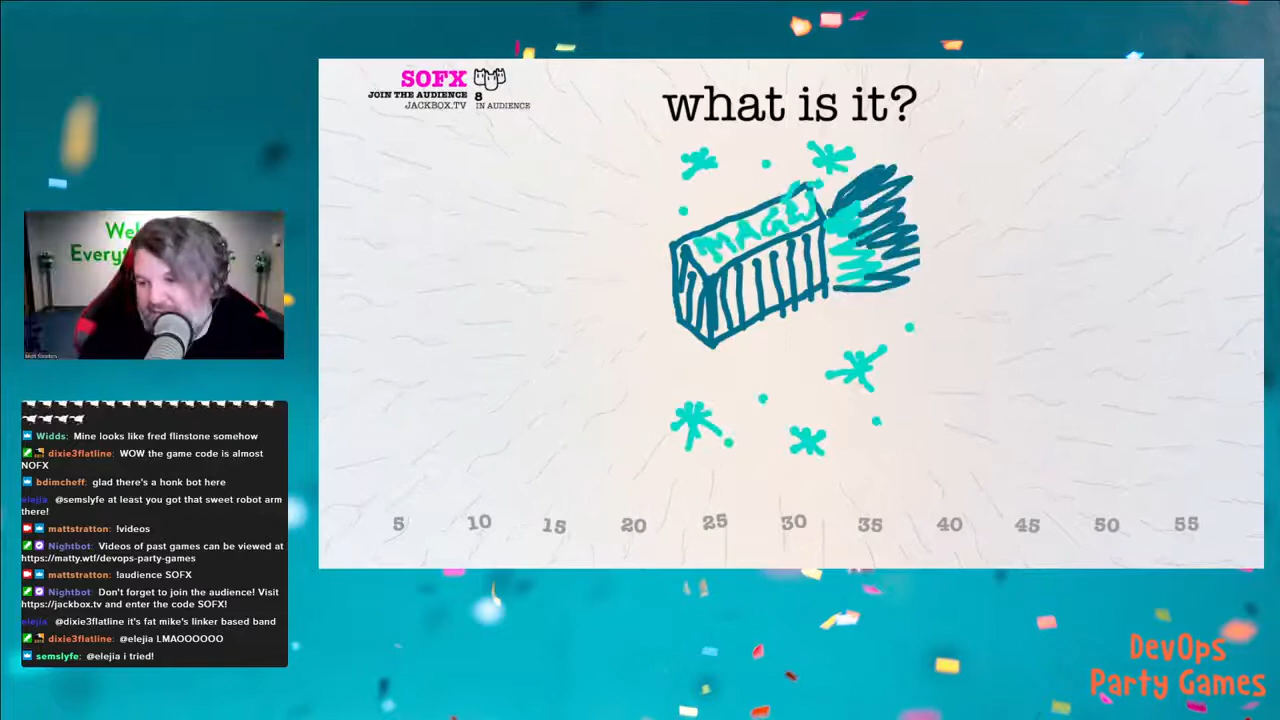 SOFX
JOIN THE AUDIENCE 8
JACKBOX.TV IN AUDIENCE
what is it?
5 10 15 20 25 30 35 40 45 50 55
Widds: Mine looks like fred flinstone somehow
dixie3flatline: WOW the game code is almost
NOFX
bdimcheff: glad there's a honk bot here
elejia @semslyfe at least you got that sweet robot arm
there!
mattstratton: !videos
Nightbot: Videos of past games can be viewed at
https://matty.wtf/devops-party-games
mattstratton: !audience SOFX
Nightbot: Don't forget to join the audience! Visit
https://jackbox.tv and enter the code SOFX!
elejia @dixie3flatline it's fat mike's linker based band
dixie3flatline: @elejia LMAOOOOOO
semslyfe: @elejia i tried!
DevOps
Party Games